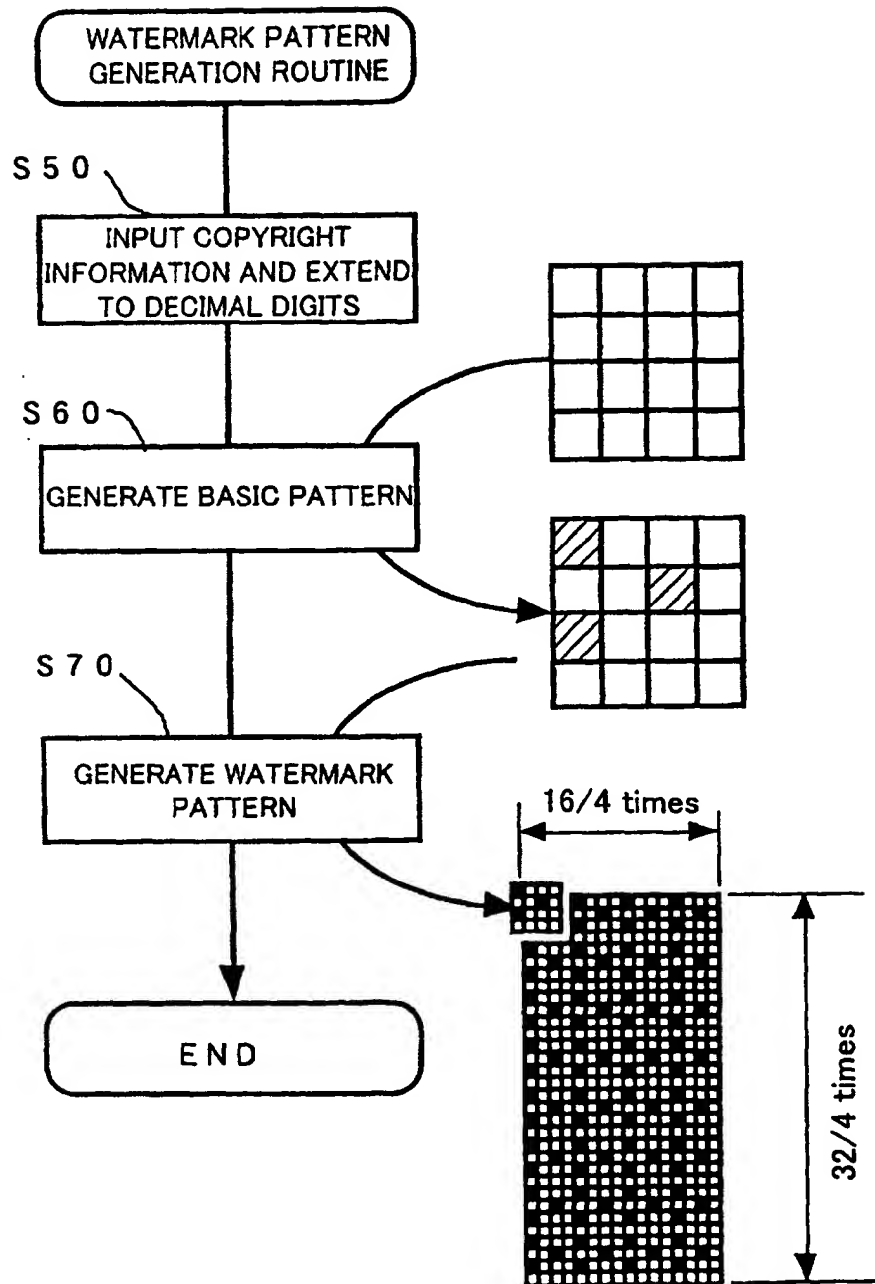 WATERMARK PATTERN
GENERATION ROUTINE
S50
INPUT COPYRIGHT
INFORMATION AND EXTEND
TO DECIMAL DIGITS
S60
GENERATE BASIC PATTERN
S70
GENERATE WATERMARK
PATTERN
16/4 times
32/4 times
END